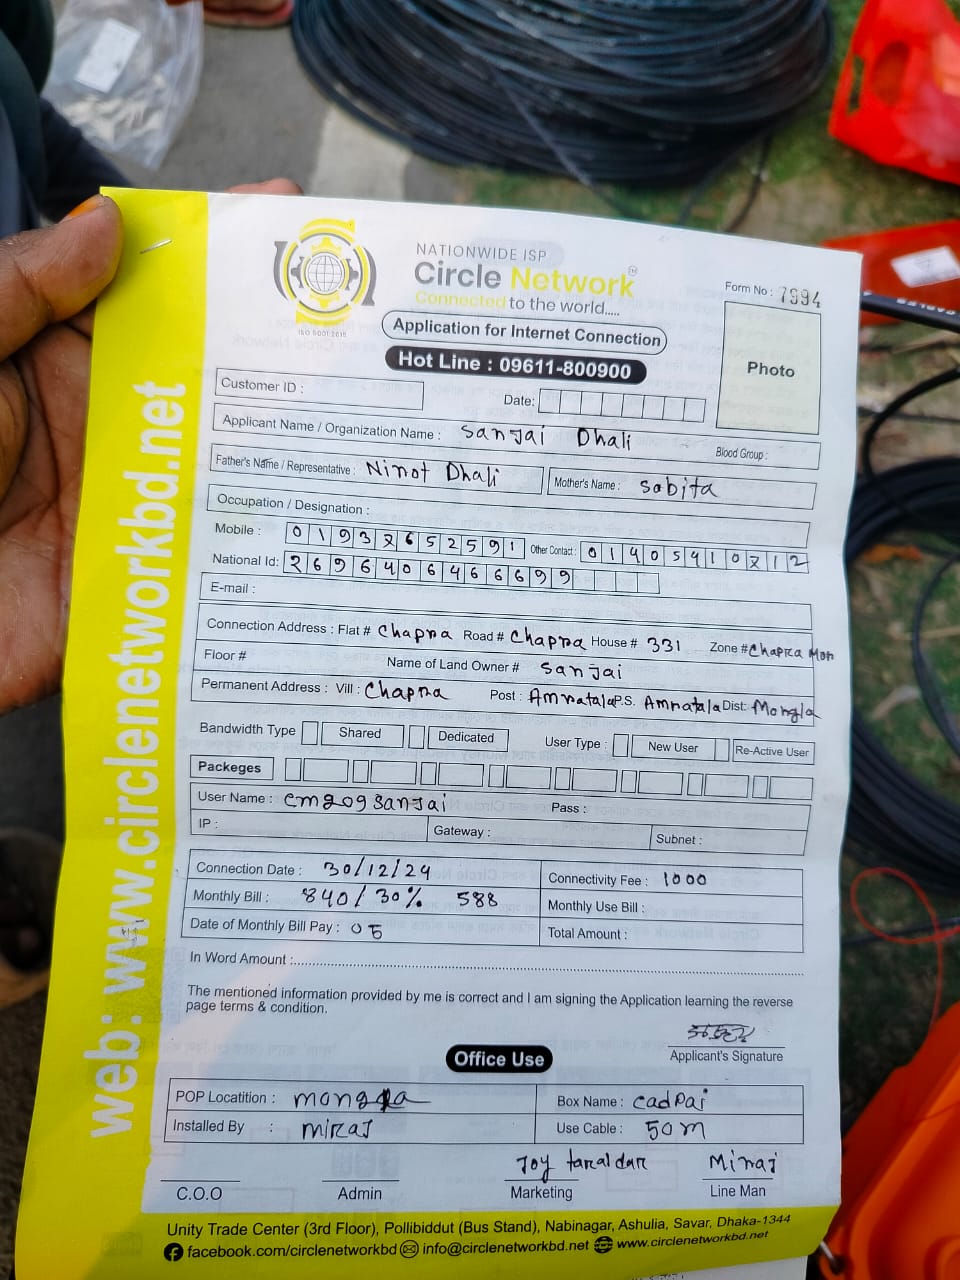 web: www.circlenetworkbd.net
NATIONWIDE ISP
Circle Network
Connected to the world.....
ISO 9001:2015
Form No : 7994
Application for Internet Connection
Hot Line : 09611-800900
Photo
Customer ID :
Date:
Applicant Name / Organization Name : Sanjai Dhali Blood Group :
Father's Name / Representative : Ninot Dhali Mother's Name : Sabita
Occupation / Designation :
Mobile : Other Contact :
National Id:
E-mail :
Connection Address : Flat # Chapra Road # Chapra House # 331 Zone # Chapra Mon
Floor # Name of Land Owner # Sanjai
Permanent Address : Vill : Chapra Post : Amratala P.S. Amratala Dist: Mongla
Bandwidth Type Shared Dedicated User Type : New User Re-Active User
Packeges
User Name : cm209sanjai Pass :
IP : Gateway : Subnet :
Connection Date : 30/12/24 Connectivity Fee : 1000
Monthly Bill : 840/30% 588 Monthly Use Bill :
Date of Monthly Bill Pay : 05 Total Amount :
In Word Amount :
The mentioned information provided by me is correct and I am signing the Application learning the reverse
page terms & condition.
Applicant's Signature
Office Use
POP Locatition : mongla Box Name : cadpai
Installed By : miraj Use Cable : 50m
Joy taraldar Miraj
C.O.O Admin Marketing Line Man
Unity Trade Center (3rd Floor), Pollibiddut (Bus Stand), Nabinagar, Ashulia, Savar, Dhaka-1344
facebook.com/circlenetworkbd info@circlenetworkbd.net www.circlenetworkbd.net